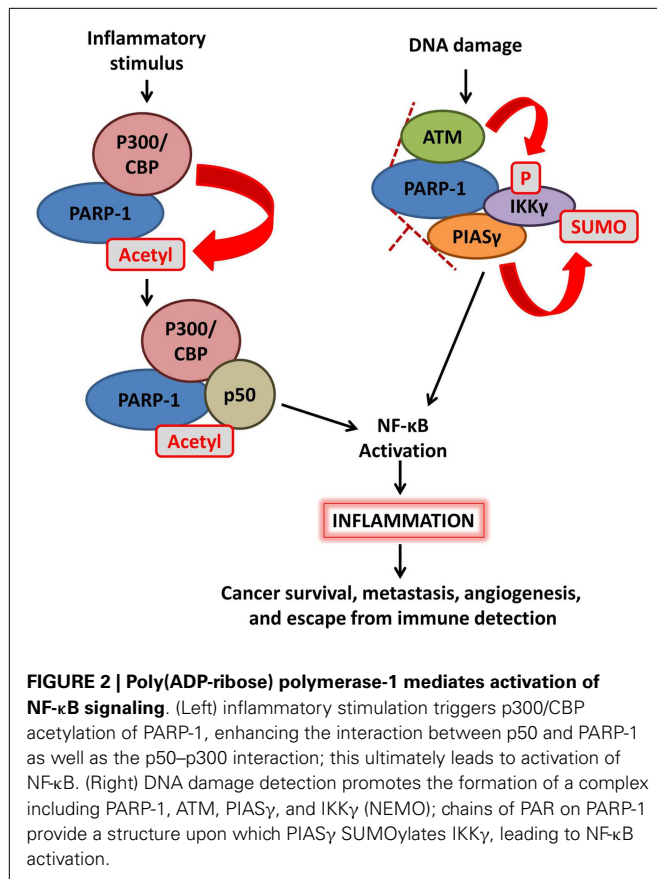 Inflammatory
stimulus
P300/
CBP
PARP-1
Acetyl
P300/
CBP
PARP-1
p50
Acetyl
DNA damage
ATM
PARP-1
P
IKKγ
PIASγ
SUMO
NF-κB
Activation
INFLAMMATION
Cancer survival, metastasis, angiogenesis,
and escape from immune detection
FIGURE 2 | Poly(ADP-ribose) polymerase-1 mediates activation of
NF-κB signaling. (Left) inflammatory stimulation triggers p300/CBP
acetylation of PARP-1, enhancing the interaction between p50 and PARP-1
as well as the p50–p300 interaction; this ultimately leads to activation of
NF-κB. (Right) DNA damage detection promotes the formation of a complex
including PARP-1, ATM, PIASγ, and IKKγ (NEMO); chains of PAR on PARP-1
provide a structure upon which PIASγ SUMOylates IKKγ, leading to NF-κB
activation.